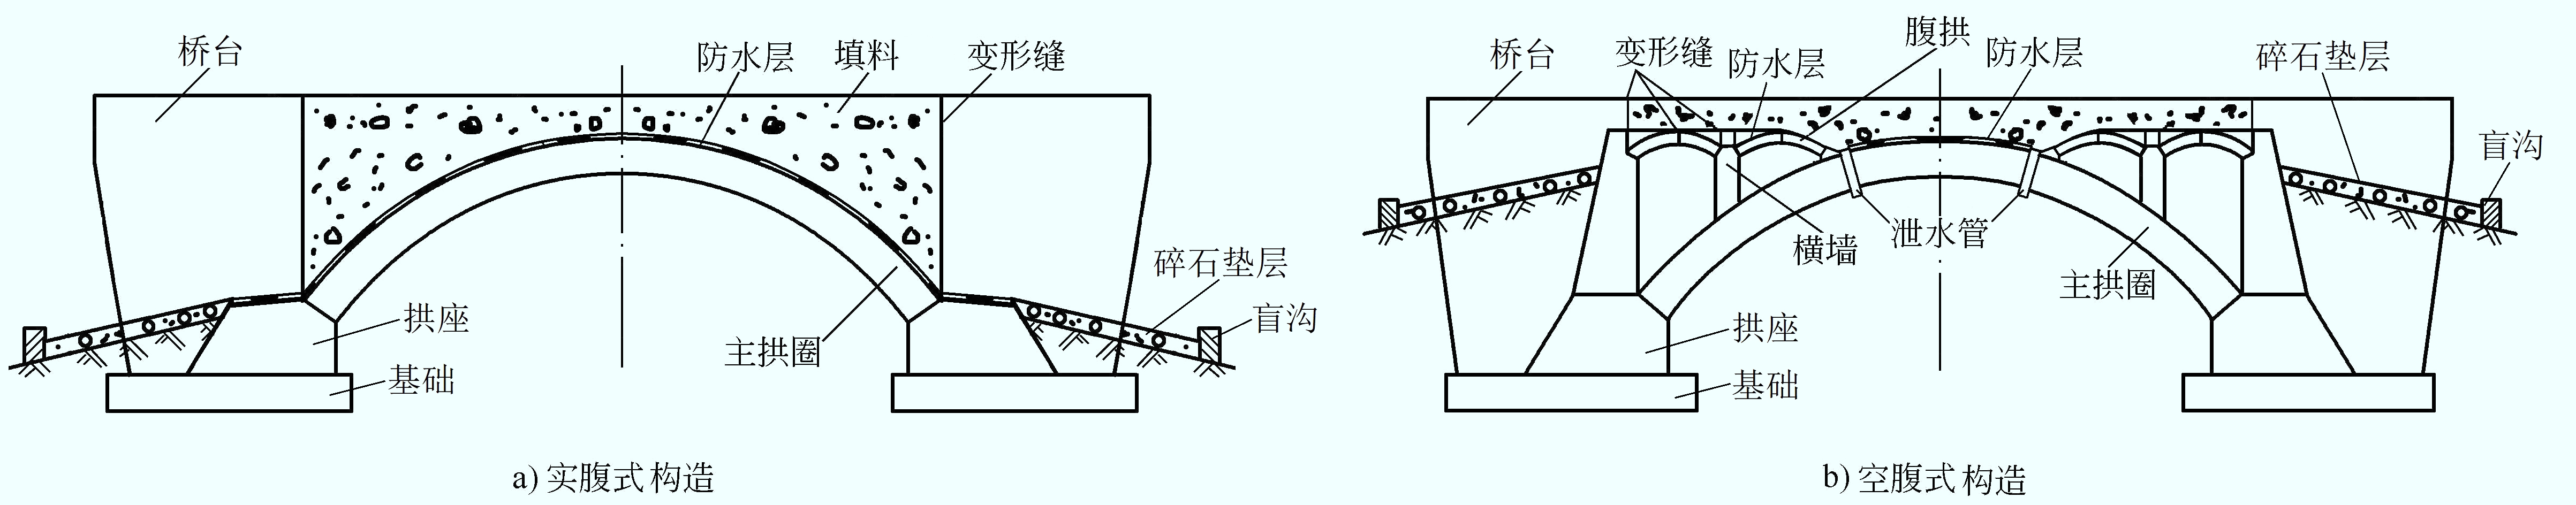 桥台
防水层
填料
变形缝
碎石垫层
盲沟
拱座
主拱圈
基础
a) 实腹式 构造
桥台
变形缝
防水层
腹拱
防水层
碎石垫层
盲沟
横墙
泄水管
主拱圈
拱座
基础
b) 空腹式 构造